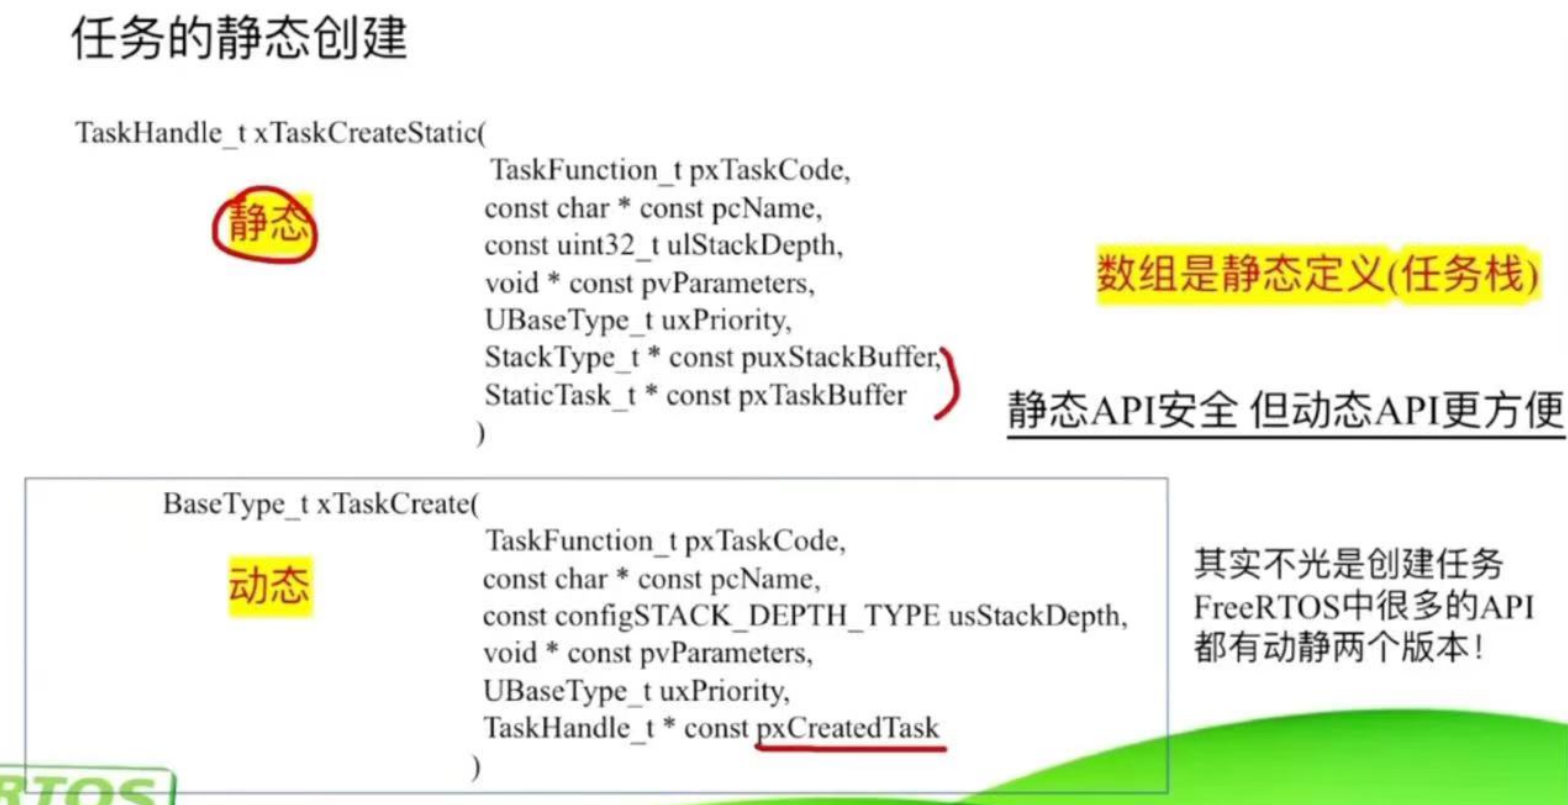 任务的静态创建
TaskHandle_t xTaskCreateStatic(
静态
TaskFunction_t pxTaskCode,
const char * const pcName,
const uint32_t ulStackDepth,
void * const pvParameters,
UBaseType_t uxPriority,
StackType_t * const puxStackBuffer,
StaticTask_t * const pxTaskBuffer
)
数组是静态定义(任务栈)
静态API安全 但动态API更方便
BaseType_t xTaskCreate(
动态
TaskFunction_t pxTaskCode,
const char * const pcName,
const configSTACK_DEPTH_TYPE usStackDepth,
void * const pvParameters,
UBaseType_t uxPriority,
TaskHandle_t * const pxCreatedTask
)
其实不光是创建任务
FreeRTOS中很多的API
都有动静两个版本！
RTOS